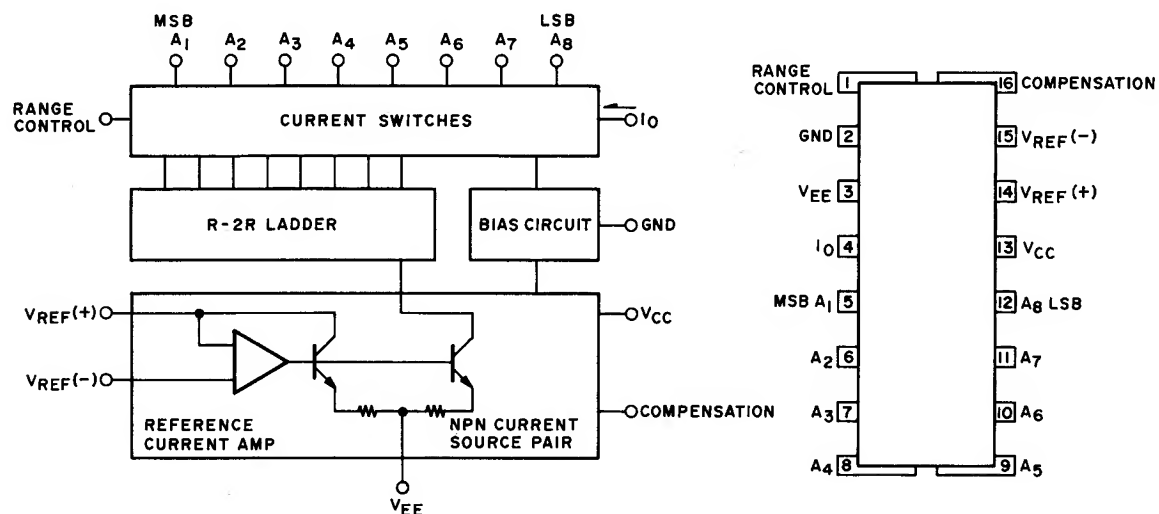 MSB
LSB
A1 A2 A3 A4 A5 A6 A7 A8
RANGE
CONTROL
CURRENT SWITCHES
IO
R-2R LADDER
BIAS CIRCUIT
GND
VREF(+)
VCC
VREF(-)
COMPENSATION
REFERENCE
CURRENT AMP
NPN CURRENT
SOURCE PAIR
VEE
RANGE
CONTROL 1
16 COMPENSATION
GND 2
15 VREF(-)
VEE 3
14 VREF(+)
IO 4
13 VCC
MSB A1 5
12 A8 LSB
A2 6
11 A7
A3 7
10 A6
A4 8
9 A5